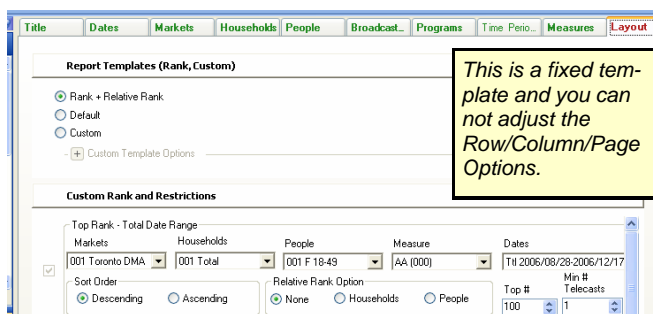 Title Dates Markets Households People Broadcast... Programs Time Perio... Measures Layout
Report Templates (Rank, Custom)
This is a fixed tem-
plate and you can
not adjust the
Row/Column/Page
Options.
Rank + Relative Rank
Default
Custom
Custom Template Options
Custom Rank and Restrictions
Top Rank - Total Date Range
Markets Households People Measure Dates
001 Toronto DMA 001 Total 001 F 18-49 AA (000) Ttl 2006/08/28-2006/12/17
Sort Order Relative Rank Option Top # Min # Telecasts
Descending Ascending None Households People 100 1